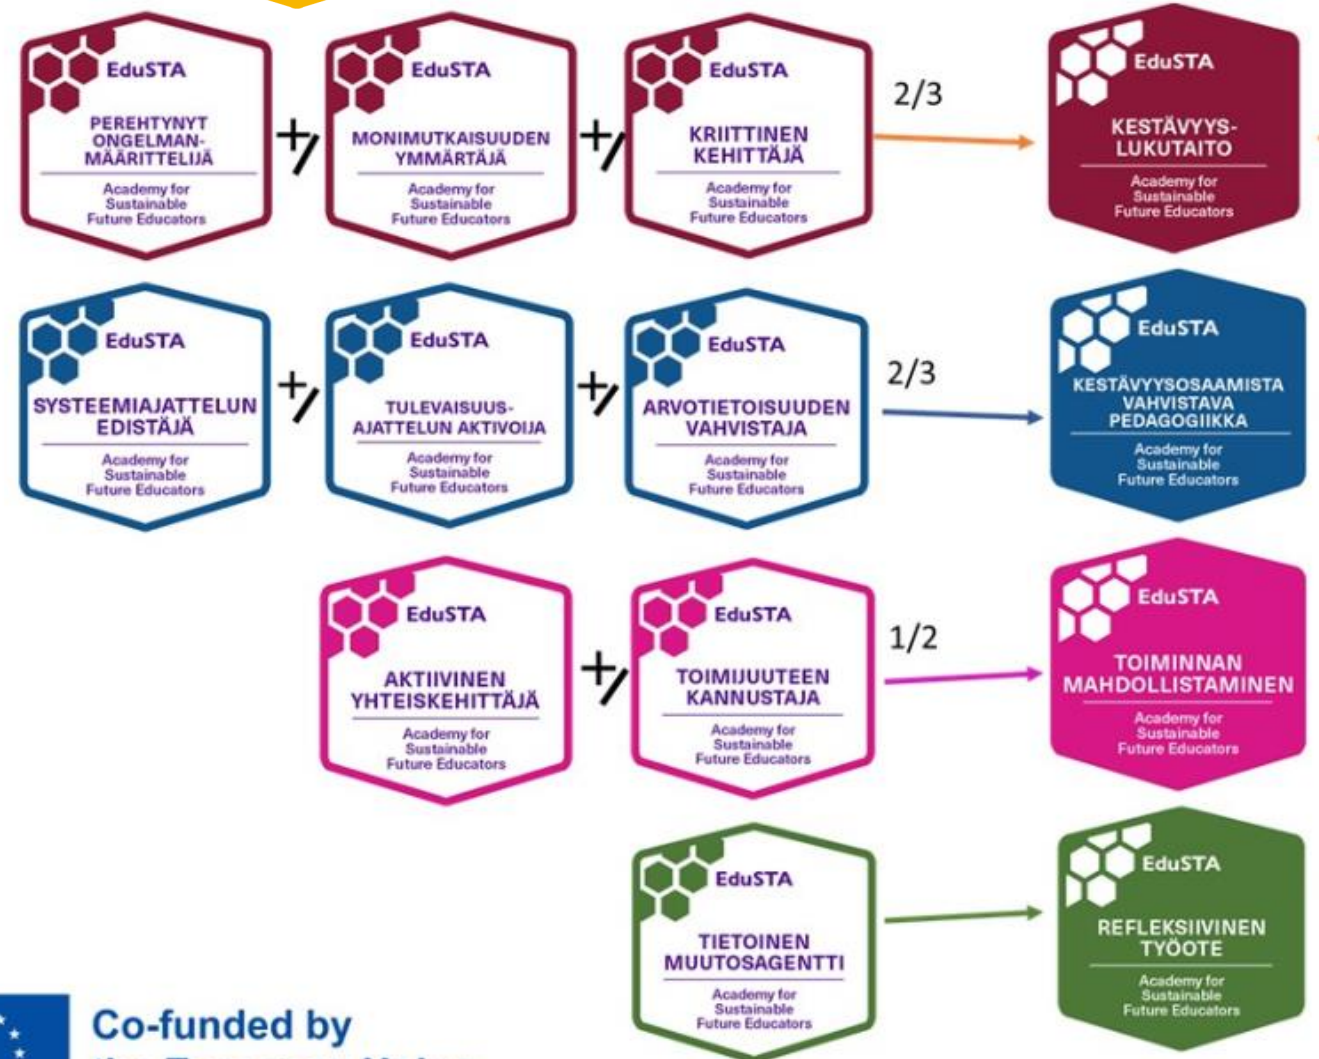 EduSTA
PEREHTYNYT
ONGELMAN-
MÄÄRITTELIJÄ
Academy for
Sustainable
Future Educators
+/
EduSTA
MONIMUTKAISUUDEN
YMMÄRTÄJÄ
Academy for
Sustainable
Future Educators
+/
EduSTA
KRIITTINEN
KEHITTÄJÄ
Academy for
Sustainable
Future Educators
2/3
EduSTA
KESTÄVYYS-
LUKUTAITO
Academy for
Sustainable
Future Educators
EduSTA
SYSTEEMIAJATTELUN
EDISTÄJÄ
Academy for
Sustainable
Future Educators
+/
EduSTA
TULEVAISUUS-
AJATTELUN AKTIVOIJA
Academy for
Sustainable
Future Educators
+/
EduSTA
ARVOTIETOISUUDEN
VAHVISTAJA
Academy for
Sustainable
Future Educators
2/3
EduSTA
KESTÄVYYSOSAAMISTA
VAHVISTAVA
PEDAGOGIIKKA
Academy for
Sustainable
Future Educators
EduSTA
AKTIIVINEN
YHTEISKEHITTÄJÄ
Academy for
Sustainable
Future Educators
+/
EduSTA
TOIMIJUUTEEN
KANNUSTAJA
Academy for
Sustainable
Future Educators
1/2
EduSTA
TOIMINNAN
MAHDOLLISTAMINEN
Academy for
Sustainable
Future Educators
EduSTA
TIETOINEN
MUUTOSAGENTTI
Academy for
Sustainable
Future Educators
EduSTA
REFLEKSIIVINEN
TYÖOTE
Academy for
Sustainable
Future Educators
Co-funded by